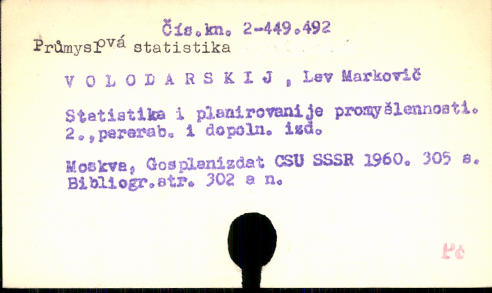 Čís.kn. 2-449.492
Průmyslová statistika
VOLODARSKIJ, Lev Markovič
Statistika i planirovanije promyšlennosti.
2.,pererab. i dopoln. izd.
Moskva, Gosplanizdat CSU SSSR 1960. 305 s.
Bibliogr.str. 302 a n.